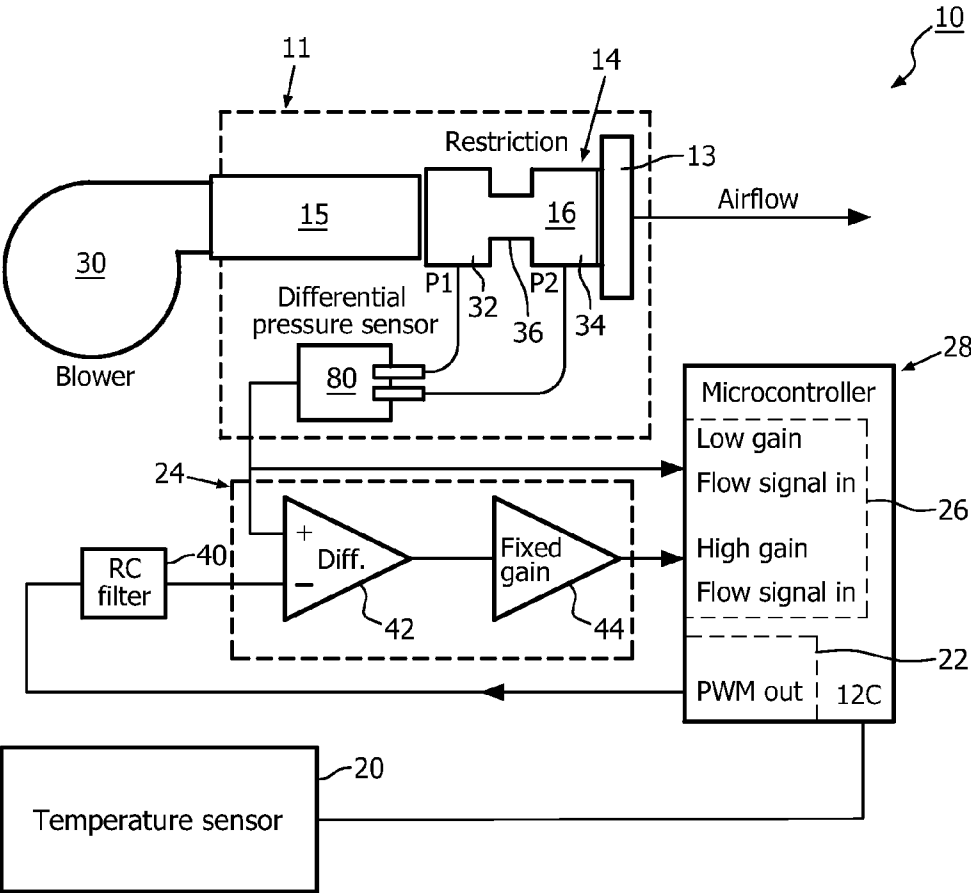 10
11
14
Restriction
13
15
16
Airflow
30
P1
32
36
P2
34
Differential
pressure sensor
80
Blower
28
Microcontroller
Low gain
Flow signal in
26
High gain
Flow signal in
24
+
Diff.
−
42
Fixed
gain
44
40
RC
filter
22
PWM out
12C
20
Temperature sensor